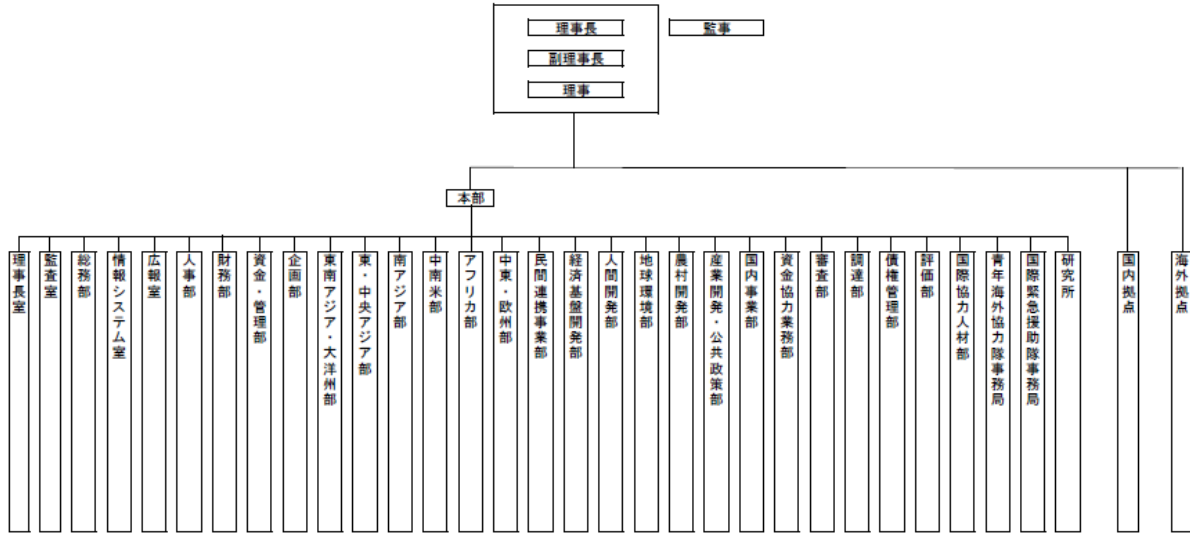 理事長
監事
副理事長
理事
本部
理事長室
監査室
総務部
情報システム室
広報室
人事部
財務部
資金・管理部
企画部
東南アジア・大洋州部
東・中央アジア部
南アジア部
中南米部
アフリカ部
中東・欧州部
民間連携事業部
経済基盤開発部
人間開発部
地球環境部
農村開発部
産業開発・公共政策部
国内事業部
資金協力業務部
審査部
調達部
債権管理部
評価部
国際協力人材部
青年海外協力隊事務局
国際緊急援助隊事務局
研究所
国内拠点
海外拠点